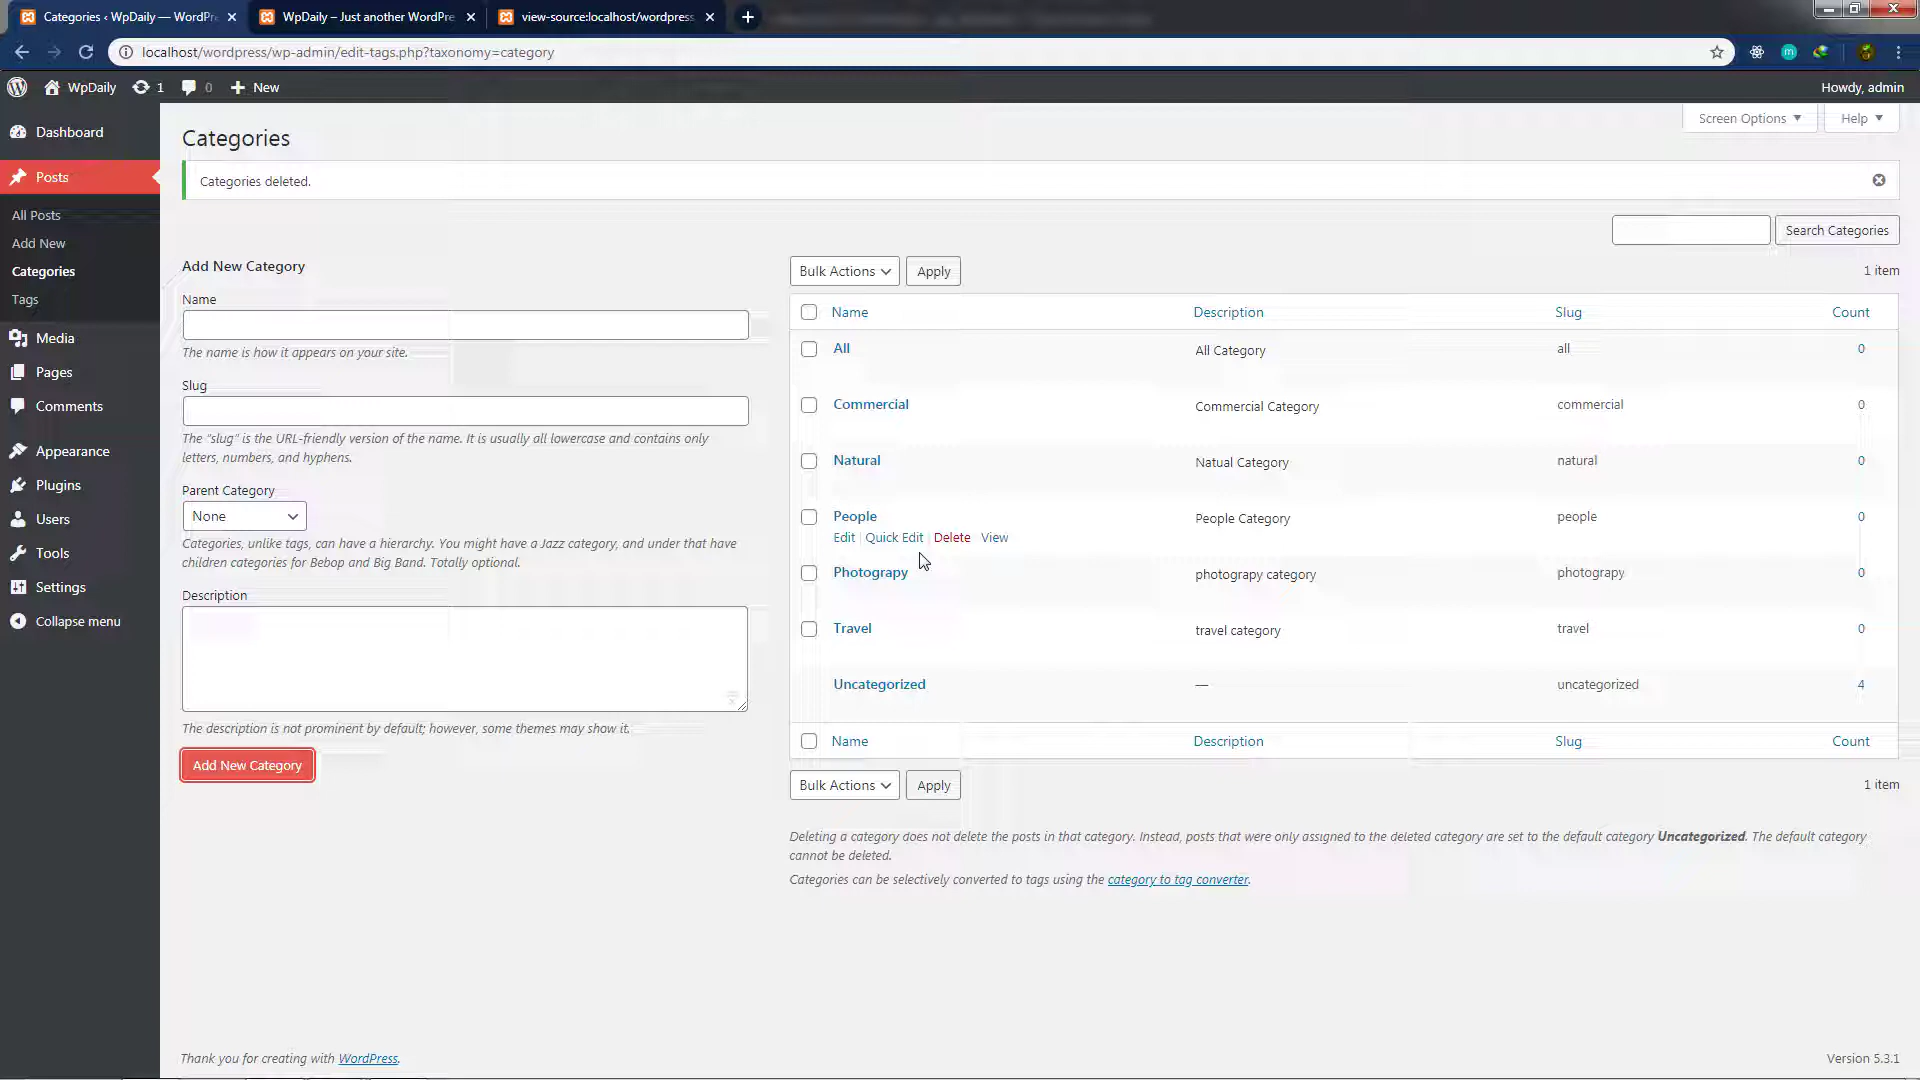 Categories ‹ WpDaily — WordPr
WpDaily – Just another WordPre
view-source:localhost/wordpress
localhost/wordpress/wp-admin/edit-tags.php?taxonomy=category
WpDaily
1
0
New
Howdy, admin
Dashboard
Posts
All Posts
Add New
Categories
Tags
Media
Pages
Comments
Appearance
Plugins
Users
Tools
Settings
Collapse menu
Screen Options
Help
Categories
Categories deleted.
Search Categories
Add New Category
Name
The name is how it appears on your site.
Slug
The “slug” is the URL-friendly version of the name. It is usually all lowercase and contains only
letters, numbers, and hyphens.
Parent Category
None
Categories, unlike tags, can have a hierarchy. You might have a Jazz category, and under that have
children categories for Bebop and Big Band. Totally optional.
Description
The description is not prominent by default; however, some themes may show it.
Add New Category
Bulk Actions Apply 1 item
Name Description Slug Count
All All Category all 0
Commercial Commercial Category commercial 0
Natural Natual Category natural 0
People People Category people 0
Edit | Quick Edit | Delete View
Photograpy photograpy category photograpy 0
Travel travel category travel 0
Uncategorized — uncategorized 4
Name Description Slug Count
Bulk Actions Apply 1 item
Deleting a category does not delete the posts in that category. Instead, posts that were only assigned to the deleted category are set to the default category Uncategorized. The default category
cannot be deleted.
Categories can be selectively converted to tags using the category to tag converter.
Thank you for creating with WordPress.
Version 5.3.1